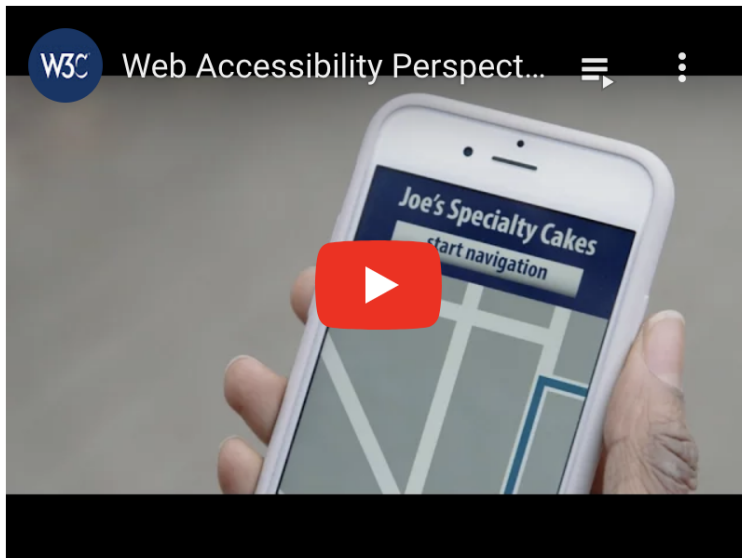 W3C
Web Accessibility Perspect...
Joe's Specialty Cakes
start navigation